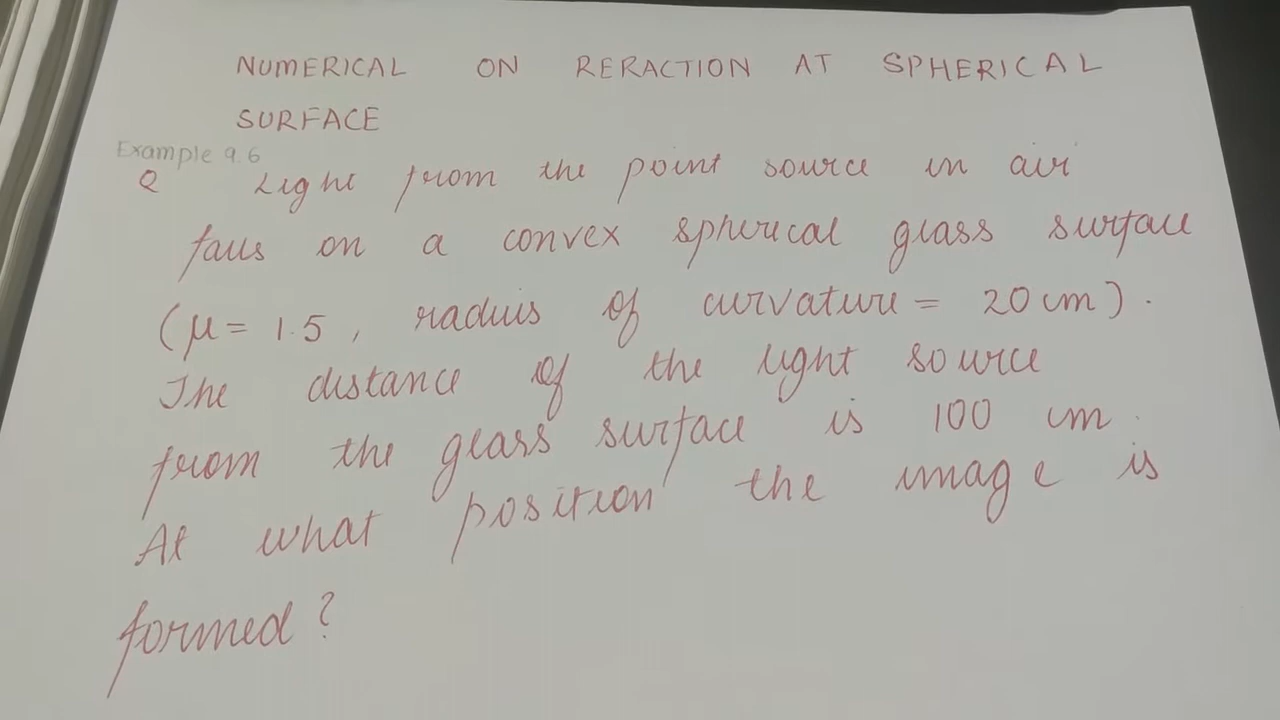 NUMERICAL ON RERACTION AT SPHERICAL
SURFACE
Example 9.6
Q Light from the point source in air
falls on a convex spherical glass surface
(μ = 1.5, radius of curvature = 20 cm).
The distance of the light source
from the glass surface is 100 cm.
At what position the image is
formed?